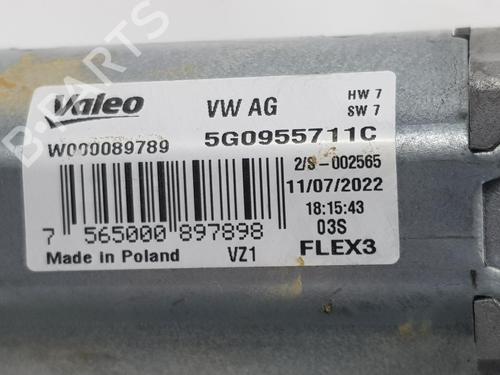 B-PARTS
Valeo VW AG HW 7
SW 7
W000089789 5G0955711C
2/S-002565
11/07/2022
18:15:43
7 565000 897898 03S
Made in Poland VZ1 FLEX3